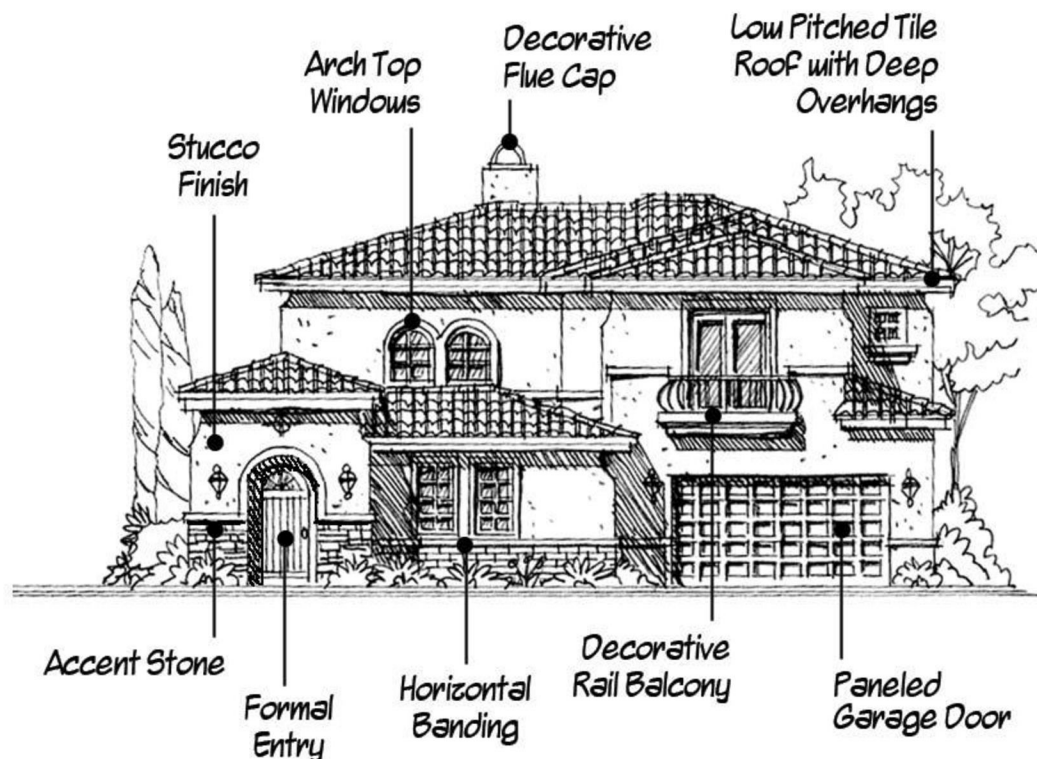 Decorative
Flue Cap
Low Pitched Tile
Roof with Deep
Overhangs
Arch Top
Windows
Stucco
Finish
Accent Stone
Formal
Entry
Horizontal
Banding
Decorative
Rail Balcony
Paneled
Garage Door